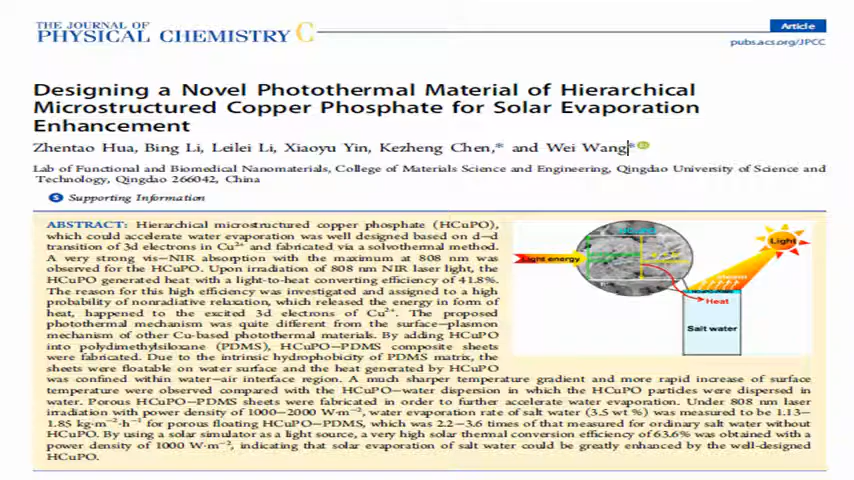 THE JOURNAL OF
PHYSICAL CHEMISTRY C
Article
pubs.acs.org/JPCC
Designing a Novel Photothermal Material of Hierarchical
Microstructured Copper Phosphate for Solar Evaporation
Enhancement
Zhentao Hua, Bing Li, Leilei Li, Xiaoyu Yin, Kezheng Chen,* and Wei Wang*
Lab of Functional and Biomedical Nanomaterials, College of Materials Science and Engineering, Qingdao University of Science and
Technology, Qingdao 266042, China
S Supporting Information
ABSTRACT: Hierarchical microstructured copper phosphate (HCuPO),
which could accelerate water evaporation was well designed based on d−d
transition of 3d electrons in Cu²⁺ and fabricated via a solvothermal method.
A very strong vis−NIR absorption with the maximum at 808 nm was
observed for the HCuPO. Upon irradiation of 808 nm NIR laser light, the
HCuPO generated heat with a light-to-heat converting efficiency of 41.8%.
The reason for this high efficiency was investigated and assigned to a high
probability of nonradiative relaxation, which released the energy in form of
heat, happened to the excited 3d electrons of Cu²⁺. The proposed
photothermal mechanism was quite different from the surface−plasmon
mechanism of other Cu-based photothermal materials. By adding HCuPO
into polydimethylsiloxane (PDMS), HCuPO−PDMS composite sheets
were fabricated. Due to the intrinsic hydrophobicity of PDMS matrix, the
sheets were floatable on water surface and the heat generated by HCuPO
was confined within water−air interface region. A much sharper temperature gradient and more rapid increase of surface
temperature were observed compared with the HCuPO−water dispersion in which the HCuPO particles were dispersed in
water. Porous HCuPO−PDMS sheets were fabricated in order to further accelerate water evaporation. Under 808 nm laser
irradiation with power density of 1000−2000 W·m⁻², water evaporation rate of salt water (3.5 wt %) was measured to be 1.13−
1.85 kg·m⁻²·h⁻¹ for porous floating HCuPO−PDMS, which was 2.2−3.6 times of that measured for ordinary salt water without
HCuPO. By using a solar simulator as a light source, a very high solar thermal conversion efficiency of 63.6% was obtained with a
power density of 1000 W·m⁻², indicating that solar evaporation of salt water could be greatly enhanced by the well-designed
HCuPO.
Light energy
Light
Heat
Salt water